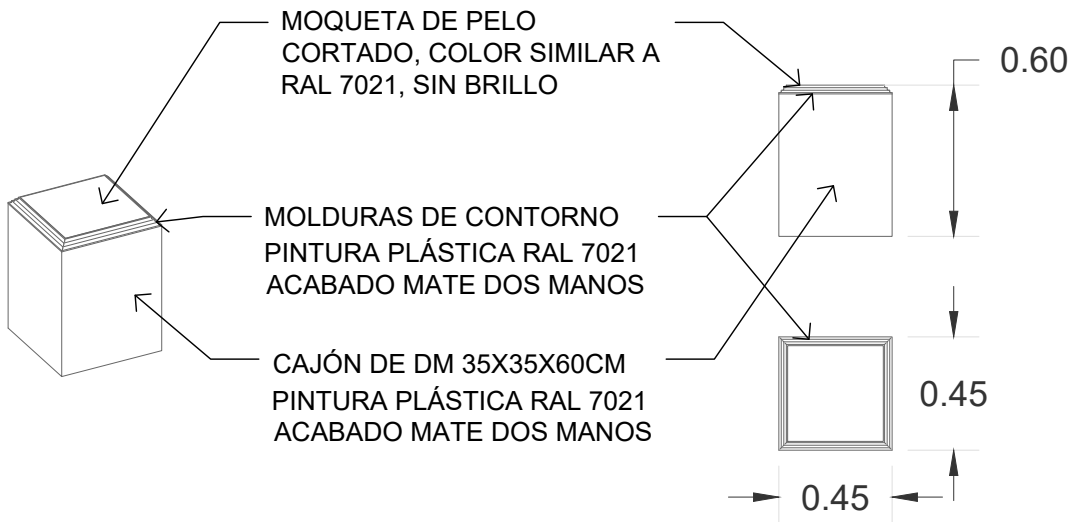 MOQUETA DE PELO
CORTADO, COLOR SIMILAR A
RAL 7021, SIN BRILLO
0.60
MOLDURAS DE CONTORNO
PINTURA PLÁSTICA RAL 7021
ACABADO MATE DOS MANOS
CAJÓN DE DM 35X35X60CM
PINTURA PLÁSTICA RAL 7021
ACABADO MATE DOS MANOS
0.45
0.45